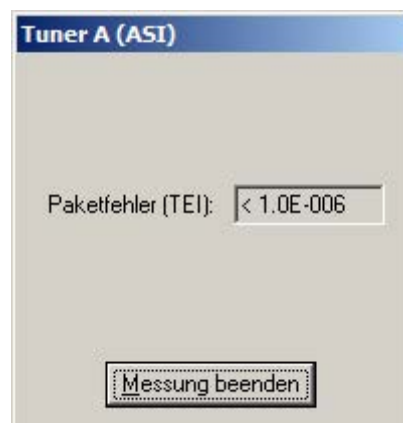 Tuner A (ASI)
Paketfehler (TEI): < 1.0E-006
Messung beenden